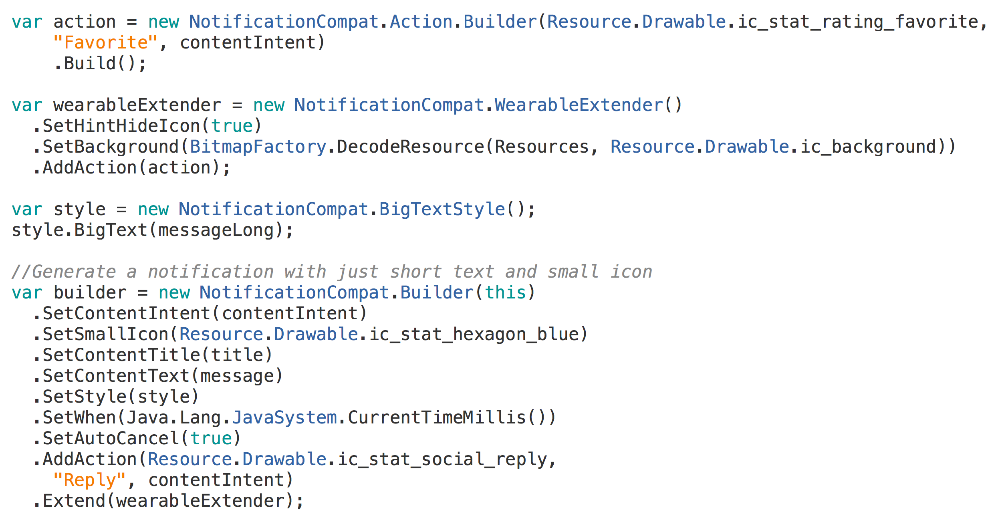 var action = new NotificationCompat.Action.Builder(Resource.Drawable.ic_stat_rating_favorite,
    "Favorite", contentIntent)
    .Build();

var wearableExtender = new NotificationCompat.WearableExtender()
  .SetHintHideIcon(true)
  .SetBackground(BitmapFactory.DecodeResource(Resources, Resource.Drawable.ic_background))
  .AddAction(action);

var style = new NotificationCompat.BigTextStyle();
style.BigText(messageLong);

//Generate a notification with just short text and small icon
var builder = new NotificationCompat.Builder(this)
  .SetContentIntent(contentIntent)
  .SetSmallIcon(Resource.Drawable.ic_stat_hexagon_blue)
  .SetContentTitle(title)
  .SetContentText(message)
  .SetStyle(style)
  .SetWhen(Java.Lang.JavaSystem.CurrentTimeMillis())
  .SetAutoCancel(true)
  .AddAction(Resource.Drawable.ic_stat_social_reply,
    "Reply", contentIntent)
  .Extend(wearableExtender);